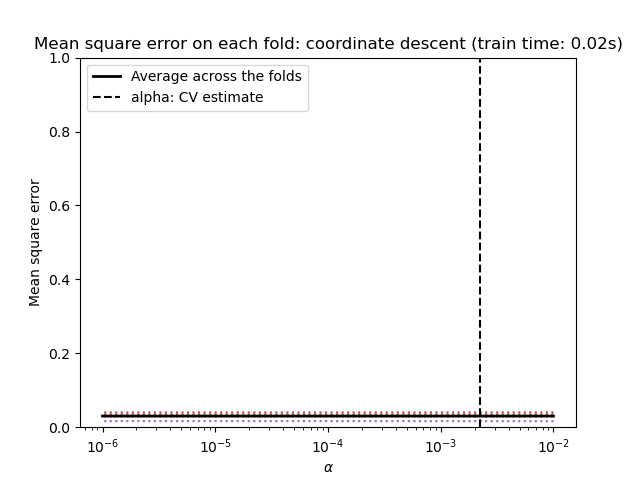 Mean square error on each fold: coordinate descent (train time: 0.02s)
Average across the folds
alpha: CV estimate
Mean square error
1.0
0.8
0.6
0.4
0.2
0.0
10⁻⁶ 10⁻⁵ 10⁻⁴ 10⁻³ 10⁻²
α